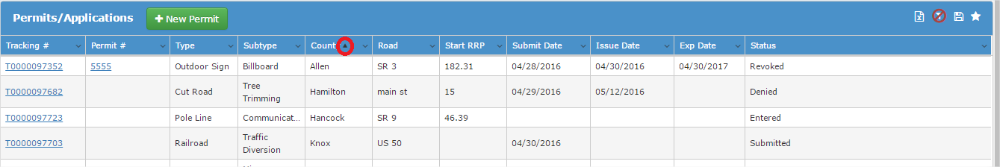 Permits/Applications + New Permit
Tracking # Permit # Type Subtype Count Road Start RRP Submit Date Issue Date Exp Date Status
T0000097352 5555 Outdoor Sign Billboard Allen SR 3 182.31 04/28/2016 04/30/2016 04/30/2017 Revoked
T0000097682 Cut Road Tree Trimming Hamilton main st 15 04/29/2016 05/12/2016 Denied
T0000097723 Pole Line Communicat... Hancock SR 9 46.39 Entered
T0000097703 Railroad Traffic Diversion Knox US 50 04/30/2016 Submitted